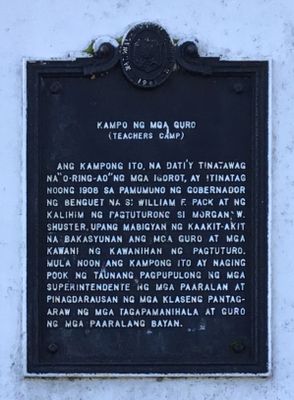 KAMPO NG MGA GURO
(TEACHERS CAMP)
ANG KAMPONG ITO, NA DATI'Y TINATAWAG
NA "O-RING-AO" NG MGA IGOROT, AY ITINATAG
NOONG 1908 SA PAMUMUNO NG GOBERNADOR
NG BENGUET NA SI WILLIAM F. PACK AT NG
KALIHIM NG PAGTUTURONG SI MORGAN W.
SHUSTER, UPANG MABIGYAN NG KAAKIT-AKIT
NA BAKASYUNAN ANG MGA GURO AT MGA
KAWANI NG KAWANIHAN NG PAGTUTURO.
MULA NOON ANG KAMPONG ITO AY NAGING
POOK NG TAUNANG PAGPUPULONG NG MGA
SUPERINTENDENTE NG MGA PAARALAN AT
PINAGDARAUSAN NG MGA KLASENG PANTAG-
ARAW NG MGA TAGAPAMANIHALA AT GURO
NG MGA PAARALANG BAYAN.